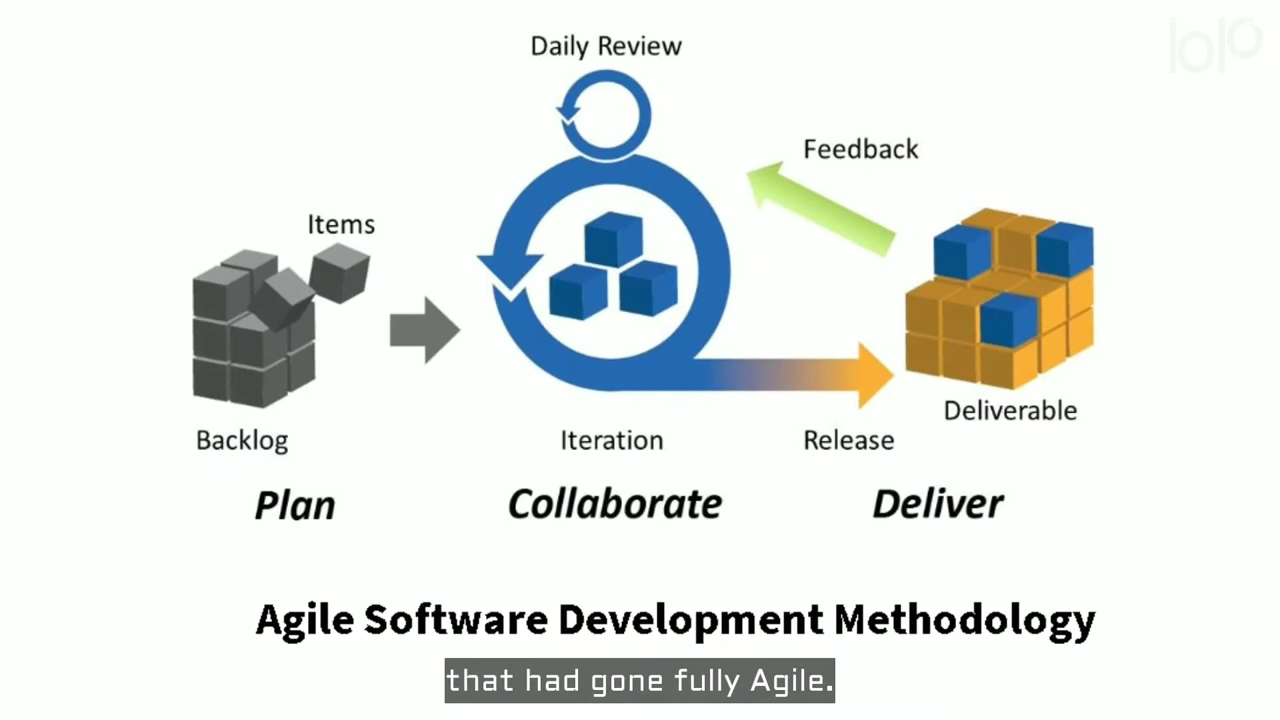 lolo
Daily Review
Feedback
Items
Deliverable
Backlog
Iteration
Release
Plan
Collaborate
Deliver
Agile Software Development Methodology
that had gone fully Agile.